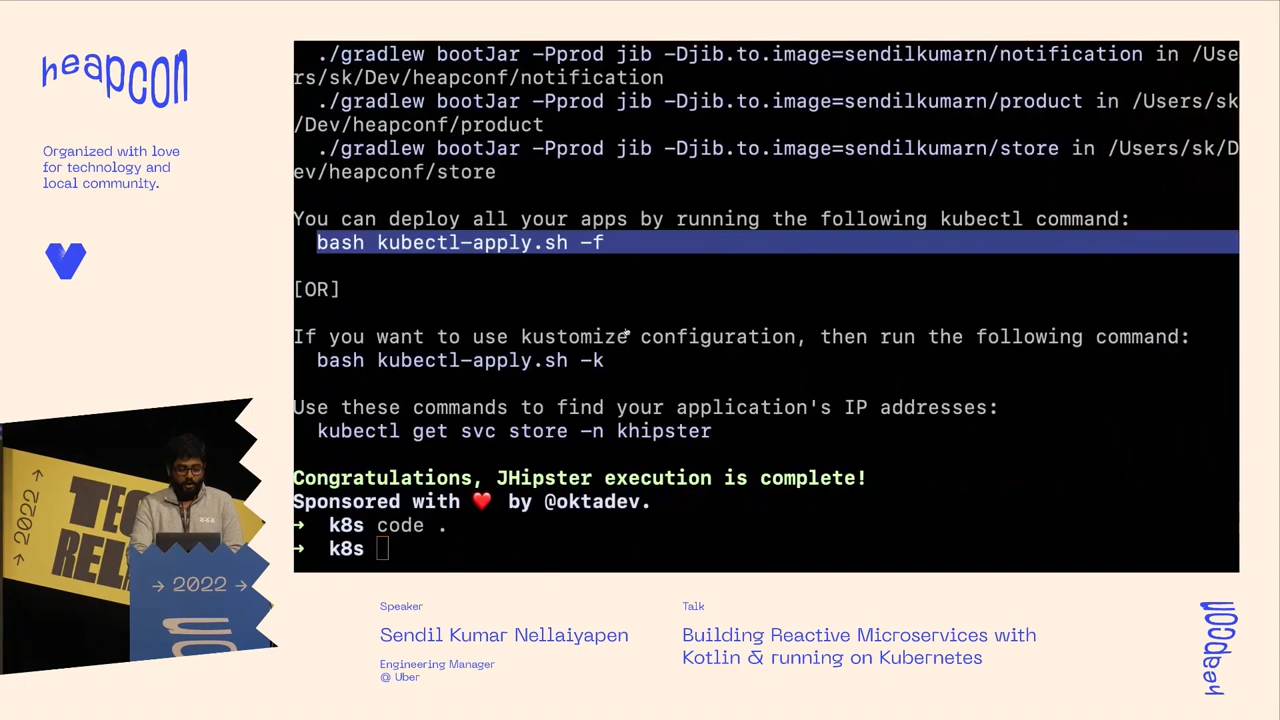 heapcon
Organized with love
for technology and
local community.
./gradlew bootJar -Pprod jib -Djib.to.image=sendilkumarn/notification in /Use
rs/sk/Dev/heapconf/notification
./gradlew bootJar -Pprod jib -Djib.to.image=sendilkumarn/product in /Users/sk
/Dev/heapconf/product
./gradlew bootJar -Pprod jib -Djib.to.image=sendilkumarn/store in /Users/sk/D
ev/heapconf/store
You can deploy all your apps by running the following kubectl command:
bash kubectl-apply.sh -f
[OR]
If you want to use kustomize configuration, then run the following command:
bash kubectl-apply.sh -k
Use these commands to find your application's IP addresses:
kubectl get svc store -n khipster
Congratulations, JHipster execution is complete!
Sponsored with ❤️ by @oktadev.
→ k8s code .
→ k8s
→ 2022 →
TEC
REL
→ 2022 →
Speaker
Sendil Kumar Nellaiyapen
Engineering Manager
@ Uber
Talk
Building Reactive Microservices with
Kotlin & running on Kubernetes
heapcon